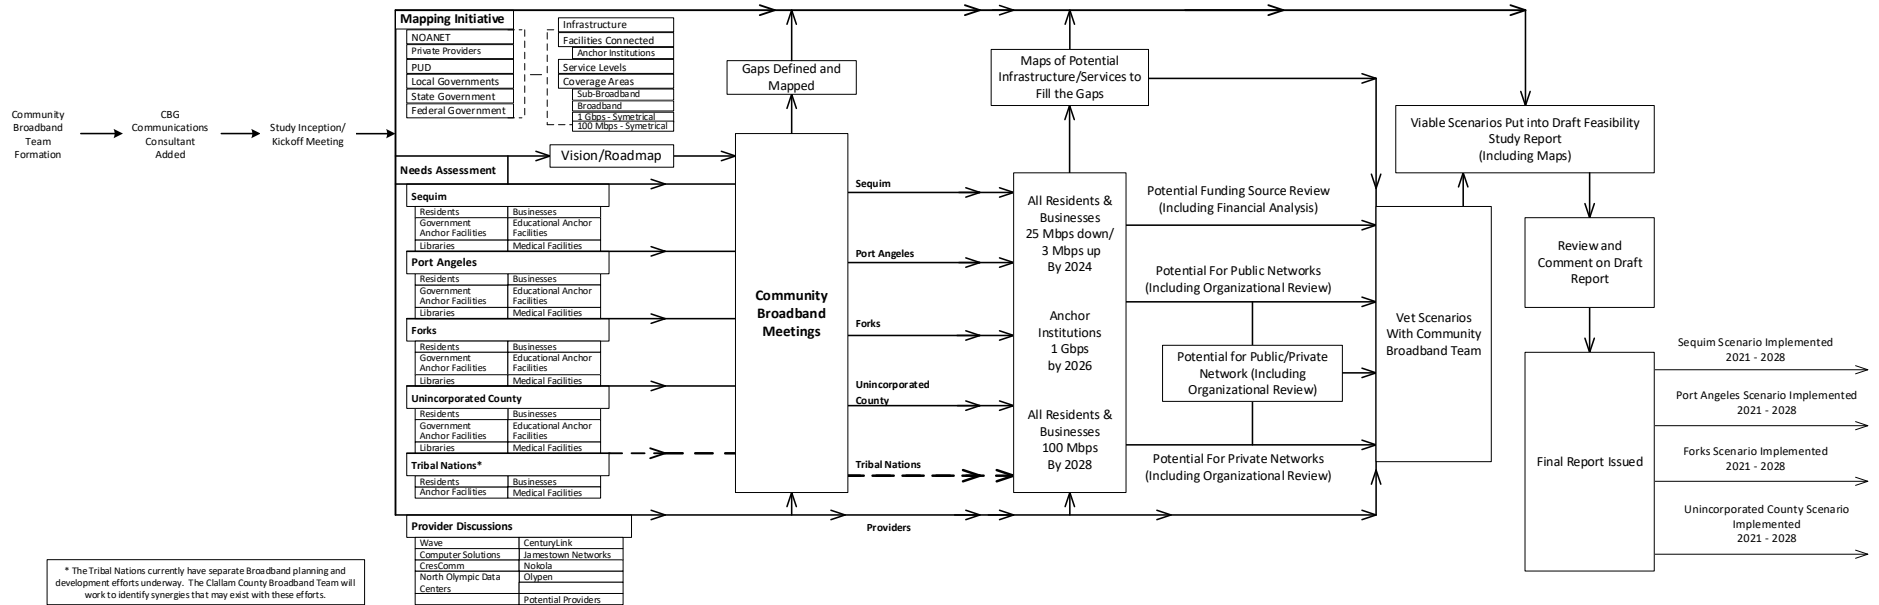 Community
Broadband
Team
Formation
CBG
Communications
Consultant
Added
Study Inception/
Kickoff Meeting
Mapping Initiative
NOANET
Private Providers
PUD
Local Governments
State Government
Federal Government
Infrastructure
Facilities Connected
Anchor Institutions
Service Levels
Coverage Areas
Sub-Broadband
Broadband
1 Gbps - Symetrical
100 Mbps - Symetrical
Vision/Roadmap
Needs Assessment
Sequim
Residents
Businesses
Government
Anchor Facilities
Educational Anchor
Facilities
Libraries
Medical Facilities
Port Angeles
Residents
Businesses
Government
Anchor Facilities
Educational Anchor
Facilities
Libraries
Medical Facilities
Forks
Residents
Businesses
Government
Anchor Facilities
Educational Anchor
Facilities
Libraries
Medical Facilities
Unincorporated County
Residents
Businesses
Government
Anchor Facilities
Educational Anchor
Facilities
Libraries
Medical Facilities
Tribal Nations*
Residents
Businesses
Anchor Facilities
Medical Facilities
Provider Discussions
Wave
CenturyLink
Computer Solutions
Jamestown Networks
CresComm
Nokola
North Olympic Data
Centers
Olypen
Potential Providers
* The Tribal Nations currently have separate Broadband planning and
development efforts underway. The Clallam County Broadband Team will
work to identify synergies that may exist with these efforts.
Gaps Defined and
Mapped
Community
Broadband
Meetings
Sequim
Port Angeles
Forks
Unincorporated
County
Tribal Nations
Providers
Maps of Potential
Infrastructure/Services to
Fill the Gaps
All Residents &
Businesses
25 Mbps down/
3 Mbps up
By 2024
Anchor
Institutions
1 Gbps
by 2026
All Residents &
Businesses
100 Mbps
By 2028
Potential Funding Source Review
(Including Financial Analysis)
Potential For Public Networks
(Including Organizational Review)
Potential for Public/Private
Network (Including
Organizational Review)
Potential For Private Networks
(Including Organizational Review)
Vet Scenarios
With Community
Broadband Team
Viable Scenarios Put into Draft Feasibility
Study Report
(Including Maps)
Review and
Comment on Draft
Report
Final Report Issued
Sequim Scenario Implemented
2021 - 2028
Port Angeles Scenario Implemented
2021 - 2028
Forks Scenario Implemented
2021 - 2028
Unincorporated County Scenario
Implemented
2021 - 2028